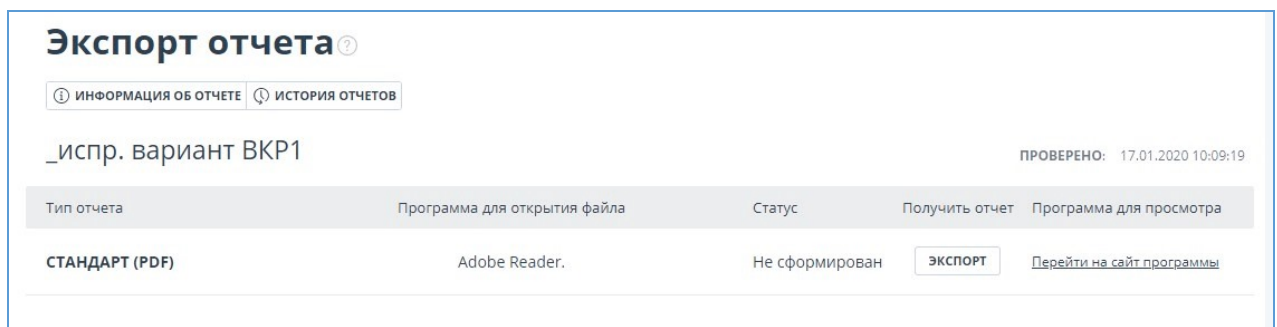 Экспорт отчета ?
ИНФОРМАЦИЯ ОБ ОТЧЕТЕ ИСТОРИЯ ОТЧЕТОВ
_испр. вариант ВКР1 ПРОВЕРЕНО: 17.01.2020 10:09:19
Тип отчета Программа для открытия файла Статус Получить отчет Программа для просмотра
СТАНДАРТ (PDF) Adobe Reader. Не сформирован ЭКСПОРТ Перейти на сайт программы